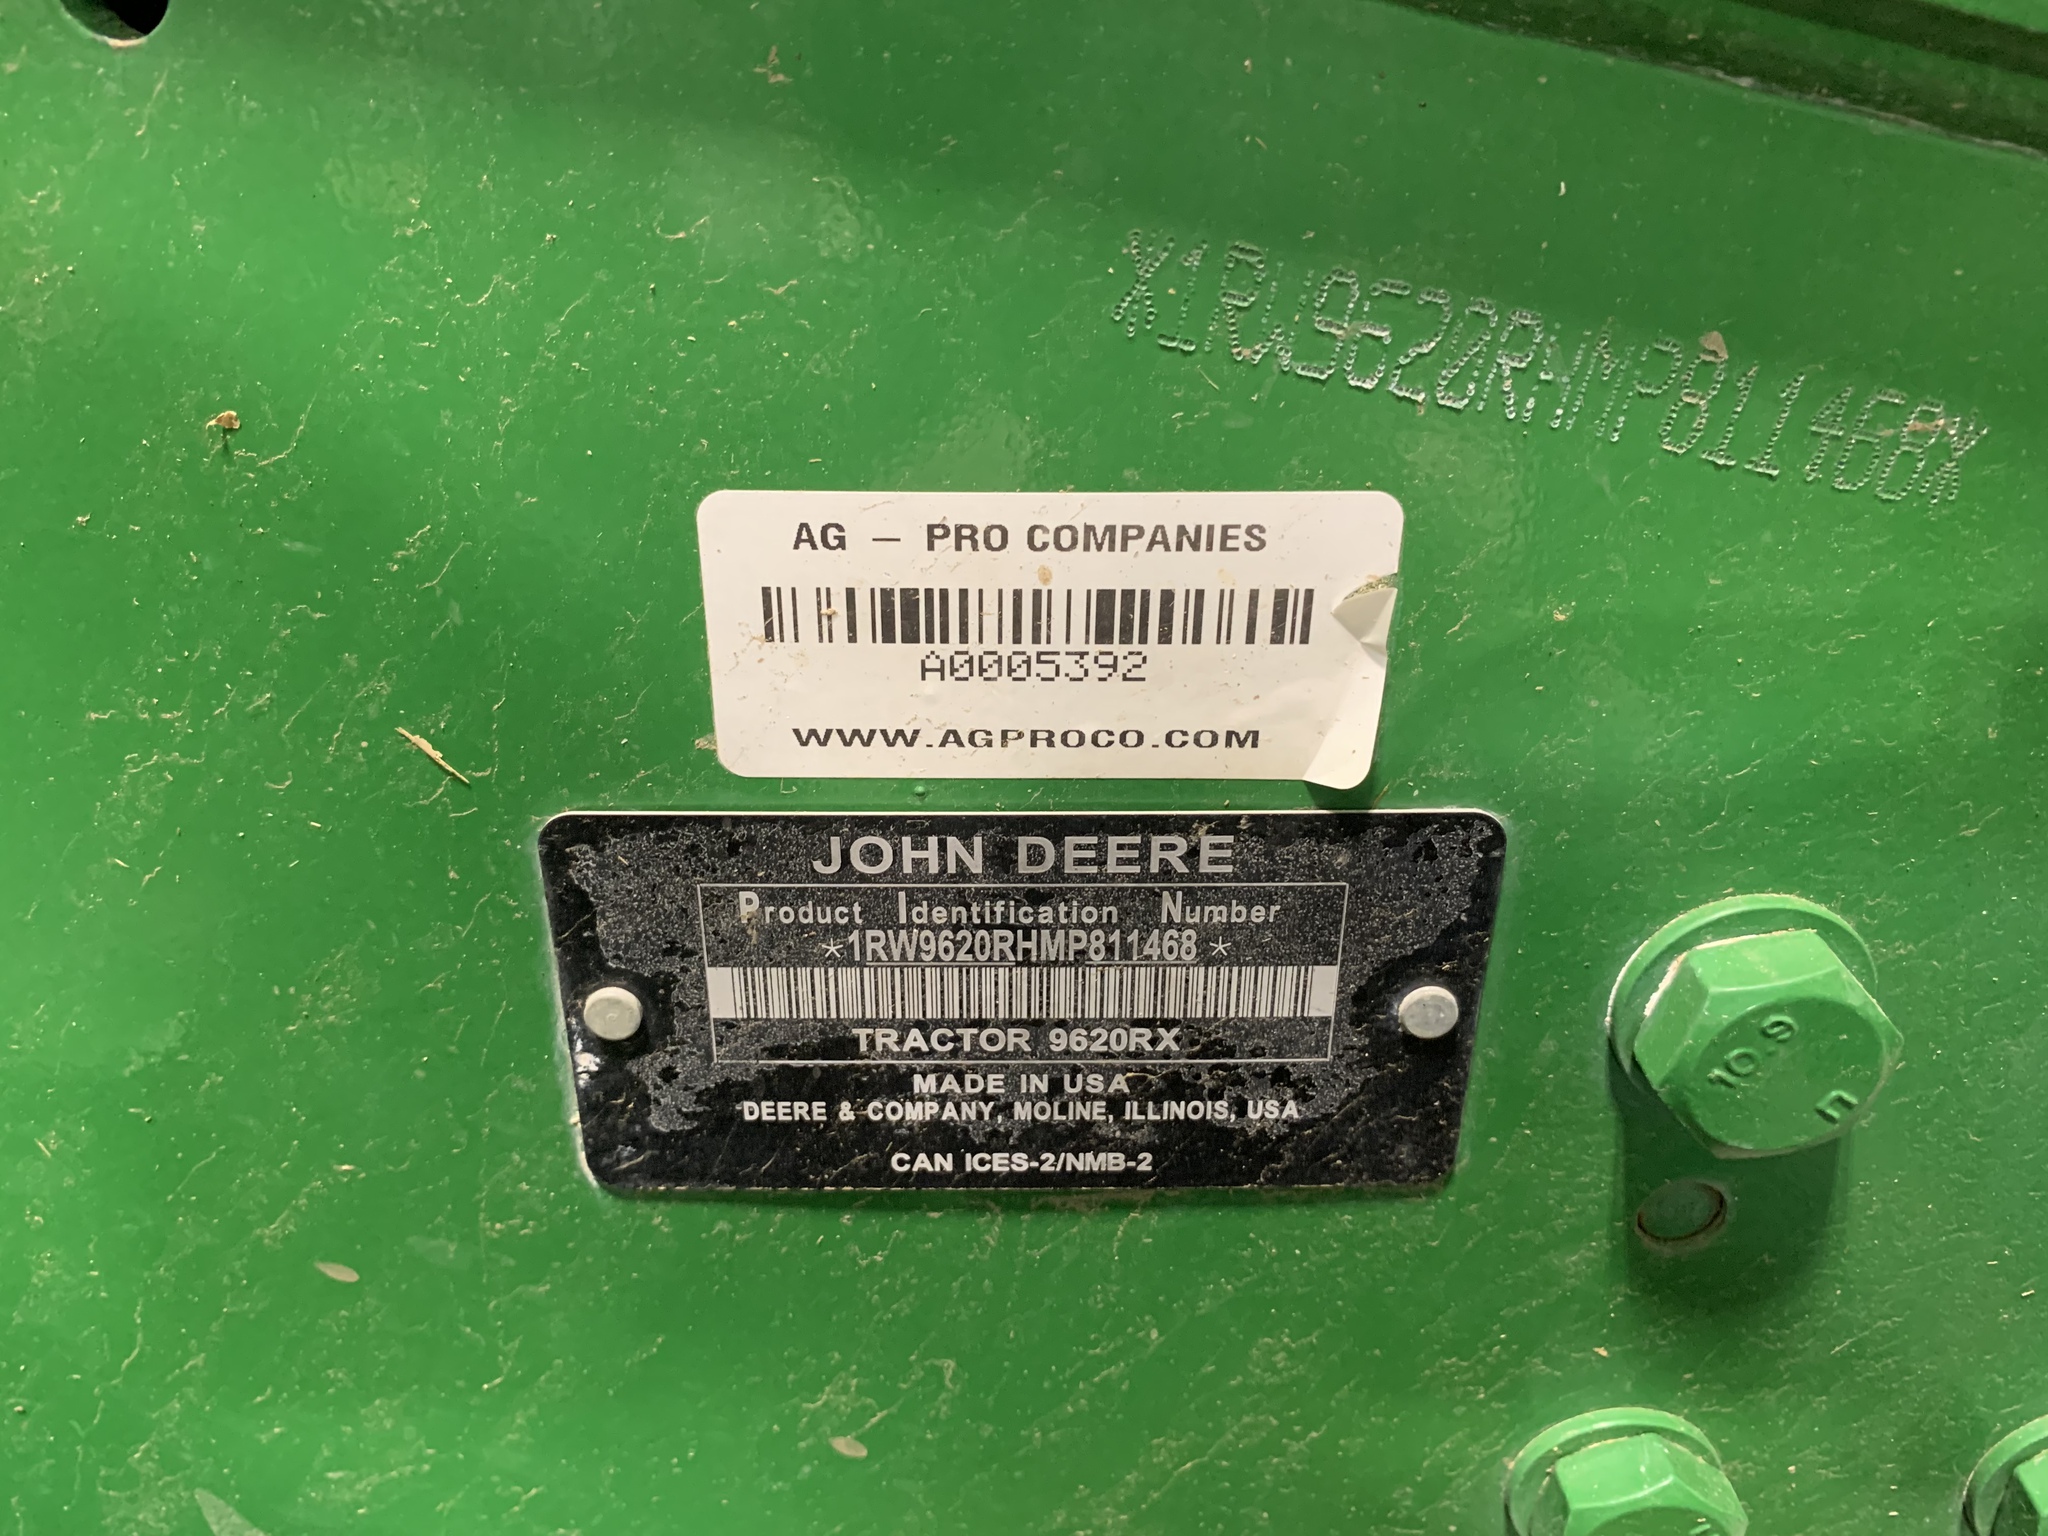 X1RW9620RHMP811468X
AG – PRO COMPANIES
A0005392
WWW.AGPROCO.COM
JOHN DEERE
Product Identification Number
*1RW9620RHMP811468*
TRACTOR 9620RX
MADE IN USA
DEERE & COMPANY, MOLINE, ILLINOIS, USA
CAN ICES-2/NMB-2
10.9